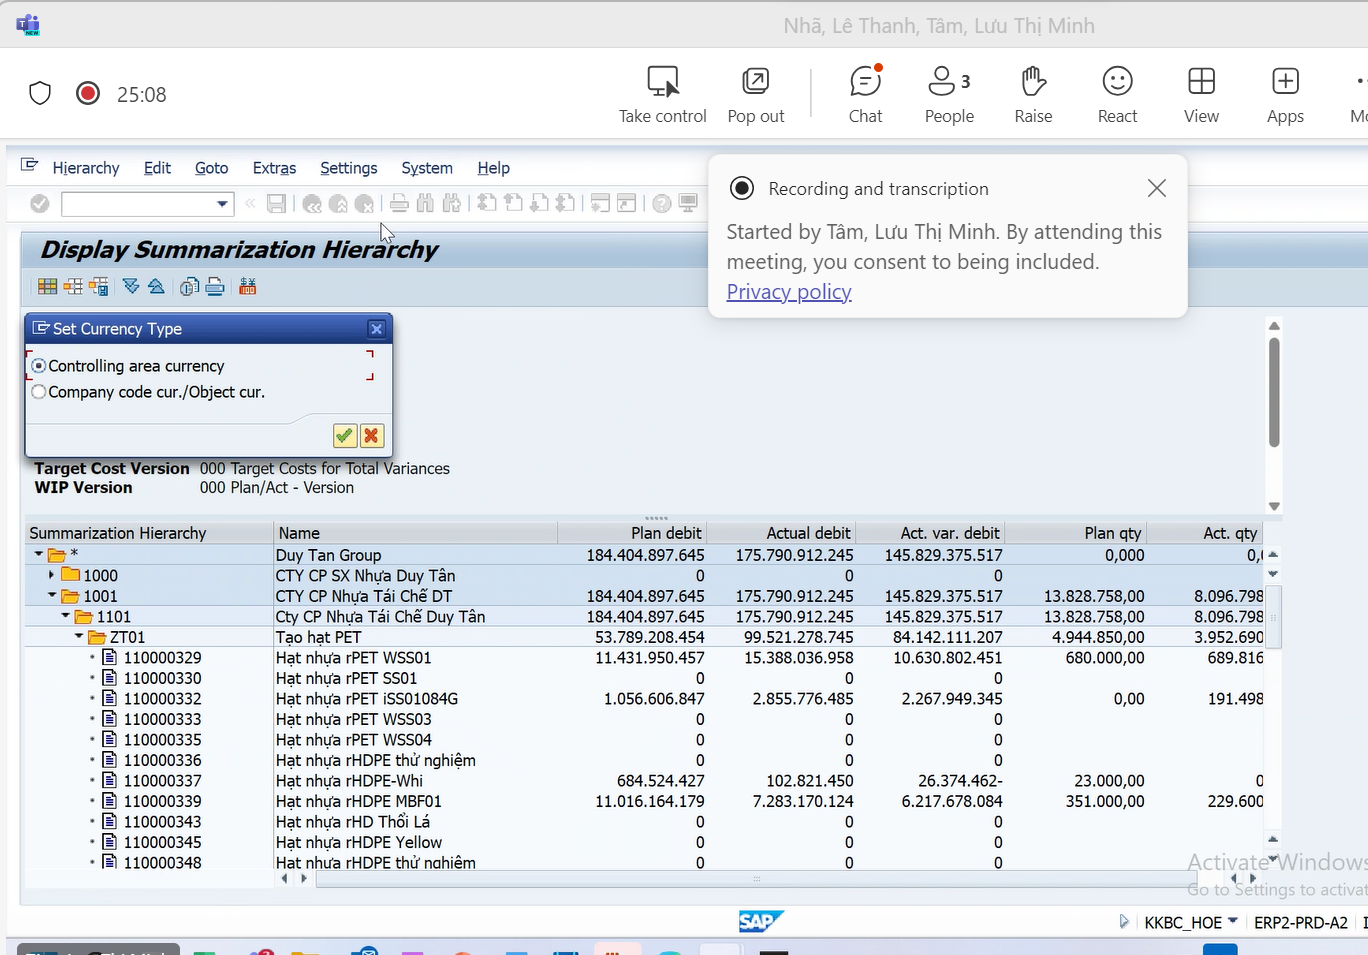 Nhã, Lê Thanh, Tâm, Lưu Thị Minh
NEW
25:08
Take control
Pop out
Chat
3
People
Raise
React
View
Apps
Hierarchy Edit Goto Extras Settings System Help
Recording and transcription
Started by Tâm, Lưu Thị Minh. By attending this
meeting, you consent to being included.
Privacy policy
Display Summarization Hierarchy
Set Currency Type
Controlling area currency
Company code cur./Object cur.
Target Cost Version 000 Target Costs for Total Variances
WIP Version 000 Plan/Act - Version
Summarization Hierarchy Name Plan debit Actual debit Act. var. debit Plan qty Act. qty
* Duy Tan Group 184.404.897.645 175.790.912.245 145.829.375.517 0,000 0,
1000 CTY CP SX Nhựa Duy Tân 0 0 0
1001 CTY CP Nhựa Tái Chế DT 184.404.897.645 175.790.912.245 145.829.375.517 13.828.758,00 8.096.798
1101 Cty CP Nhựa Tái Chế Duy Tân 184.404.897.645 175.790.912.245 145.829.375.517 13.828.758,00 8.096.798
ZT01 Tạo hạt PET 53.789.208.454 99.521.278.745 84.142.111.207 4.944.850,00 3.952.690
110000329 Hạt nhựa rPET WSS01 11.431.950.457 15.388.036.958 10.630.802.451 680.000,00 689.816
110000330 Hạt nhựa rPET SS01 0 0 0
110000332 Hạt nhựa rPET iSS01084G 1.056.606.847 2.855.776.485 2.267.949.345 0,00 191.498
110000333 Hạt nhựa rPET WSS03 0 0 0
110000335 Hạt nhựa rPET WSS04 0 0 0
110000336 Hạt nhựa rHDPE thử nghiệm 0 0 0
110000337 Hạt nhựa rHDPE-Whi 684.524.427 102.821.450 26.374.462- 23.000,00 0
110000339 Hạt nhựa rHDPE MBF01 11.016.164.179 7.283.170.124 6.217.678.084 351.000,00 229.600
110000343 Hạt nhựa rHD Thổi Lá 0 0 0
110000345 Hạt nhựa rHDPE Yellow 0 0 0
110000348 Hạt nhựa rHDPE thử nghiệm 0 0 0
Activate Windows
Go to Settings to activat
SAP
KKBC_HOE ERP2-PRD-A2